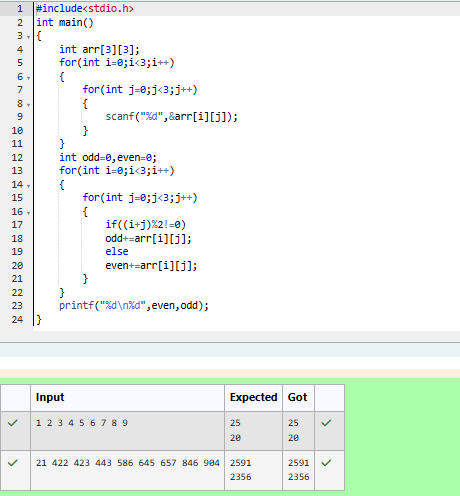 1 #include<stdio.h>
2 int main()
3 {
4 int arr[3][3];
5 for(int i=0;i<3;i++)
6 {
7 for(int j=0;j<3;j++)
8 {
9 scanf("%d",&arr[i][j]);
10 }
11 }
12 int odd=0,even=0;
13 for(int i=0;i<3;i++)
14 {
15 for(int j=0;j<3;j++)
16 {
17 if((i+j)%2!=0)
18 odd+=arr[i][j];
19 else
20 even+=arr[i][j];
21 }
22 }
23 printf("%d\n%d",even,odd);
24 }
Input Expected Got
1 2 3 4 5 6 7 8 9 25 25
20 20
21 422 423 443 586 645 657 846 904 2591 2591
2356 2356